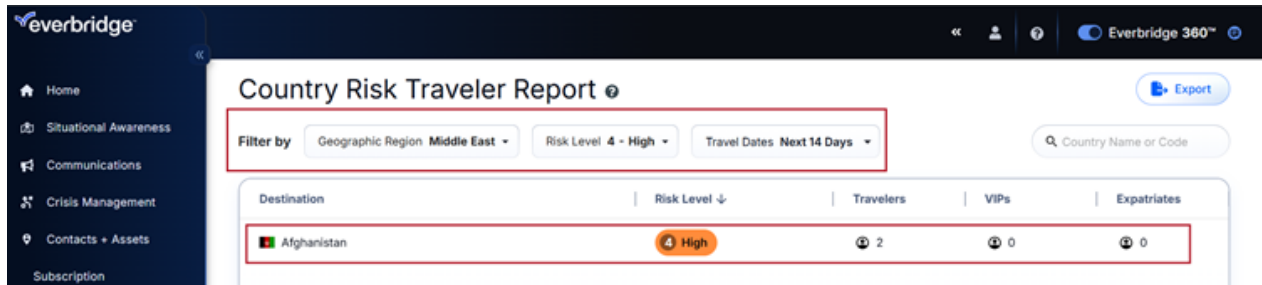 everbridge™
«
« Everbridge 360™
Home
Situational Awareness
Communications
Crisis Management
Contacts + Assets
Subscription
Country Risk Traveler Report
Export
Filter by Geographic Region Middle East Risk Level 4 - High Travel Dates Next 14 Days Country Name or Code
Destination Risk Level ↓ Travelers VIPs Expatriates
Afghanistan 4 High 2 0 0